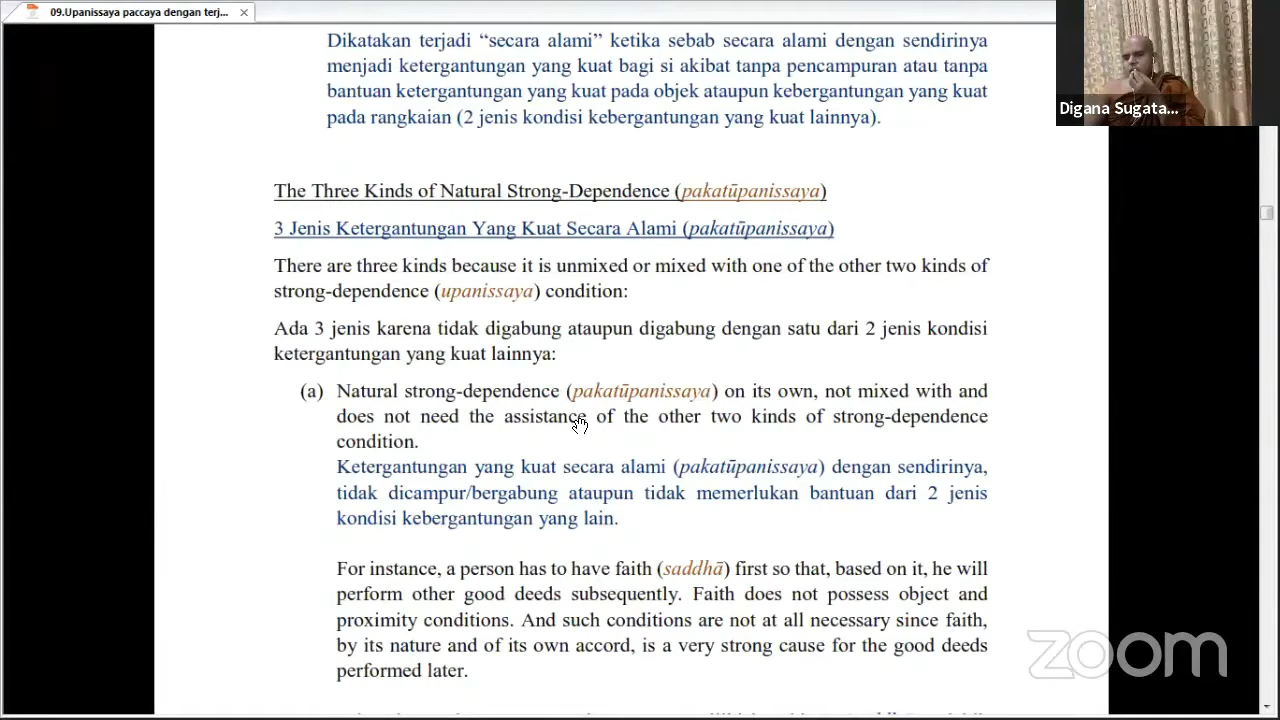 09.Upanissaya paccaya dengan terj...
Dikatakan terjadi “secara alami” ketika sebab secara alami dengan sendirinya
menjadi ketergantungan yang kuat bagi si akibat tanpa pencampuran atau tanpa
bantuan ketergantungan yang kuat pada objek ataupun kebergantungan yang kuat
pada rangkaian (2 jenis kondisi kebergantungan yang kuat lainnya).
Digana Sugata...
The Three Kinds of Natural Strong-Dependence (pakatūpanissaya)
3 Jenis Ketergantungan Yang Kuat Secara Alami (pakatūpanissaya)
There are three kinds because it is unmixed or mixed with one of the other two kinds of
strong-dependence (upanissaya) condition:
Ada 3 jenis karena tidak digabung ataupun digabung dengan satu dari 2 jenis kondisi
ketergantungan yang kuat lainnya:
(a) Natural strong-dependence (pakatūpanissaya) on its own, not mixed with and
does not need the assistance of the other two kinds of strong-dependence
condition.
Ketergantungan yang kuat secara alami (pakatūpanissaya) dengan sendirinya,
tidak dicampur/bergabung ataupun tidak memerlukan bantuan dari 2 jenis
kondisi kebergantungan yang lain.
For instance, a person has to have faith (saddhā) first so that, based on it, he will
perform other good deeds subsequently. Faith does not possess object and
proximity conditions. And such conditions are not at all necessary since faith,
by its nature and of its own accord, is a very strong cause for the good deeds
performed later.
zoom